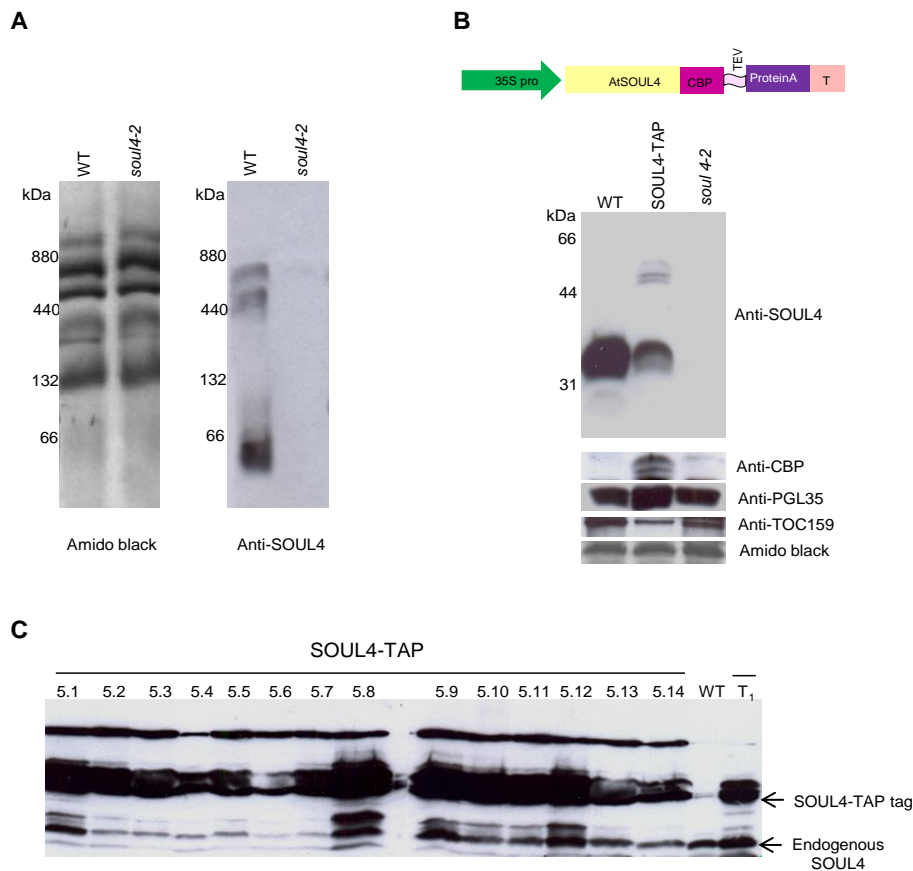 A
WT
soul4-2
WT
soul4-2
kDa
880
440
132
66
kDa
880
440
132
66
Amido black
Anti-SOUL4
B
35S pro
AtSOUL4
CBP
TEV
ProteinA
T
WT
SOUL4-TAP
soul 4-2
kDa
66
44
31
Anti-SOUL4
Anti-CBP
Anti-PGL35
Anti-TOC159
Amido black
C
SOUL4-TAP
5.1 5.2 5.3 5.4 5.5 5.6 5.7 5.8 5.9 5.10 5.11 5.12 5.13 5.14 WT T1
SOUL4-TAP tag
Endogenous
SOUL4